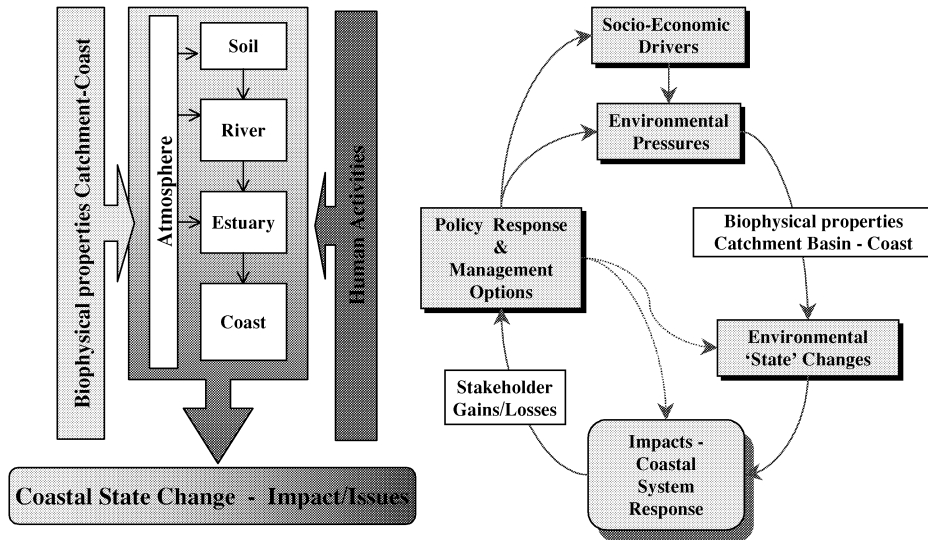 Biophysical properties Catchment-Coast
Atmosphere
Soil
River
Estuary
Coast
Human Activities
Coastal State Change - Impact/Issues
Socio-Economic
Drivers
Environmental
Pressures
Biophysical properties
Catchment Basin - Coast
Policy Response
&
Management
Options
Environmental
‘State’ Changes
Stakeholder
Gains/Losses
Impacts -
Coastal
System
Response